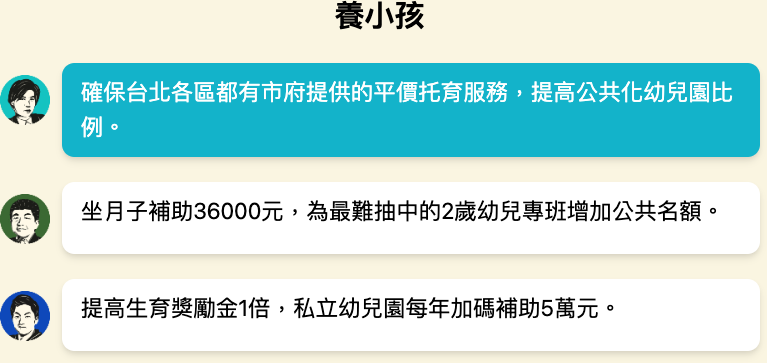 養小孩
確保台北各區都有市府提供的平價托育服務，提高公共化幼兒園比
例。
坐月子補助36000元，為最難抽中的2歲幼兒專班增加公共名額。
提高生育獎勵金1倍，私立幼兒園每年加碼補助5萬元。